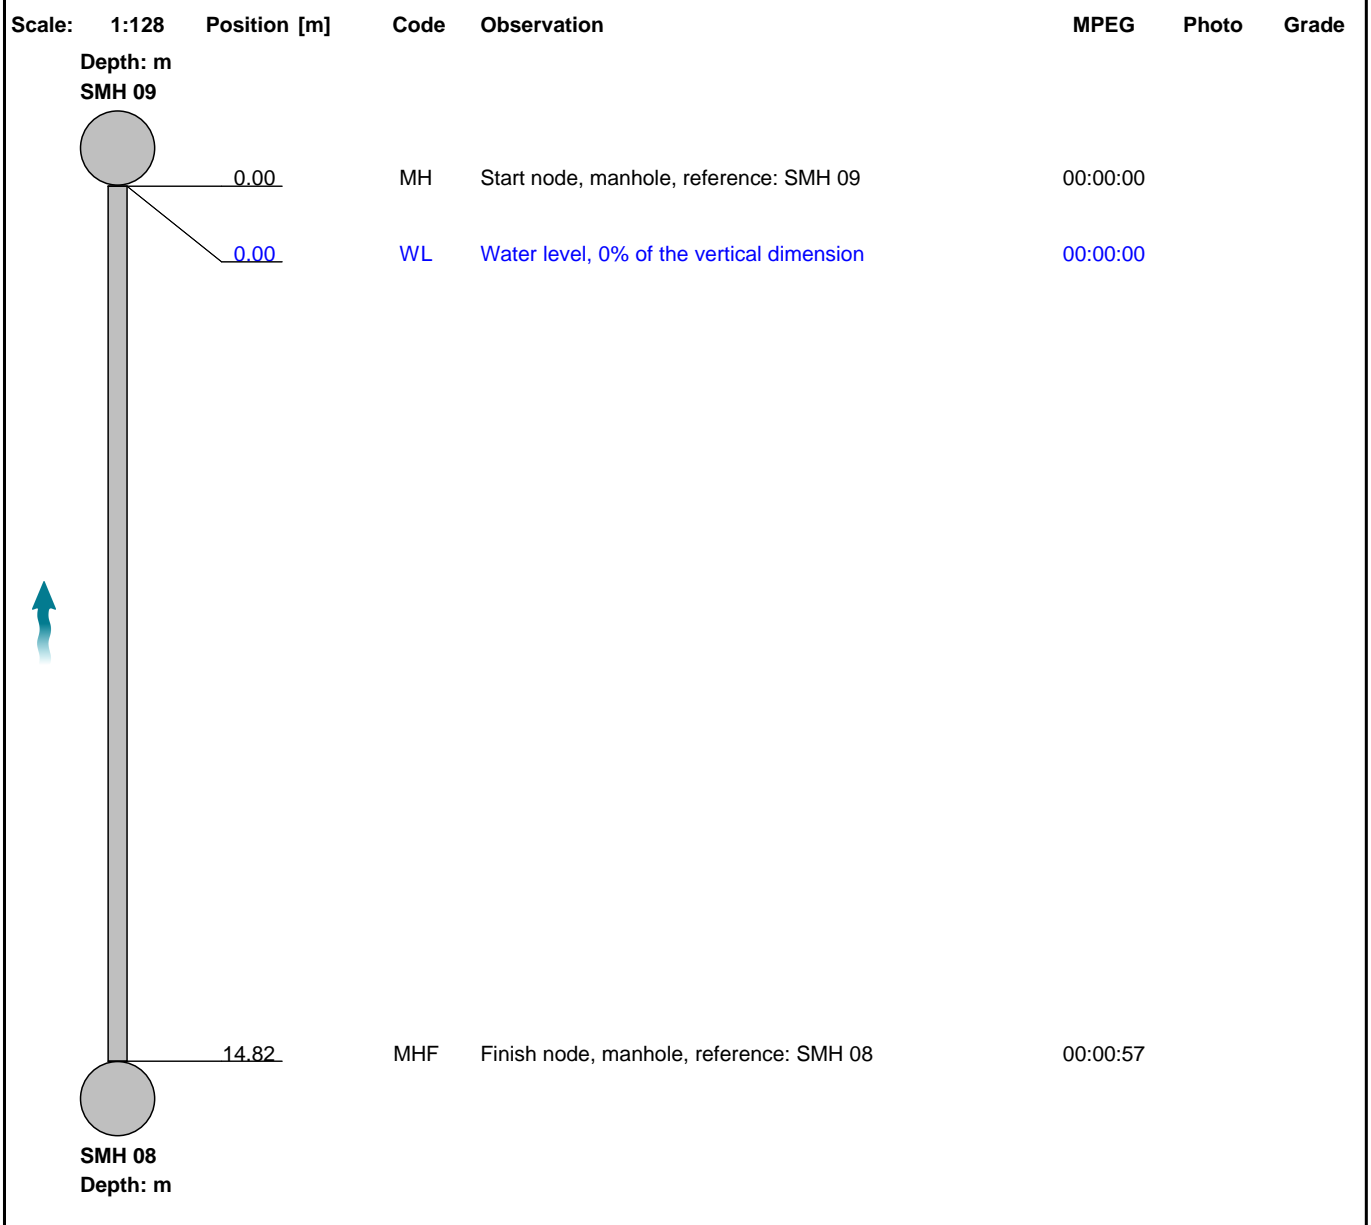 Scale: 1:128 Position [m] Code Observation MPEG Photo Grade
Depth: m
SMH 09
0.00 MH Start node, manhole, reference: SMH 09 00:00:00
0.00 WL Water level, 0% of the vertical dimension 00:00:00
14.82 MHF Finish node, manhole, reference: SMH 08 00:00:57
SMH 08
Depth: m